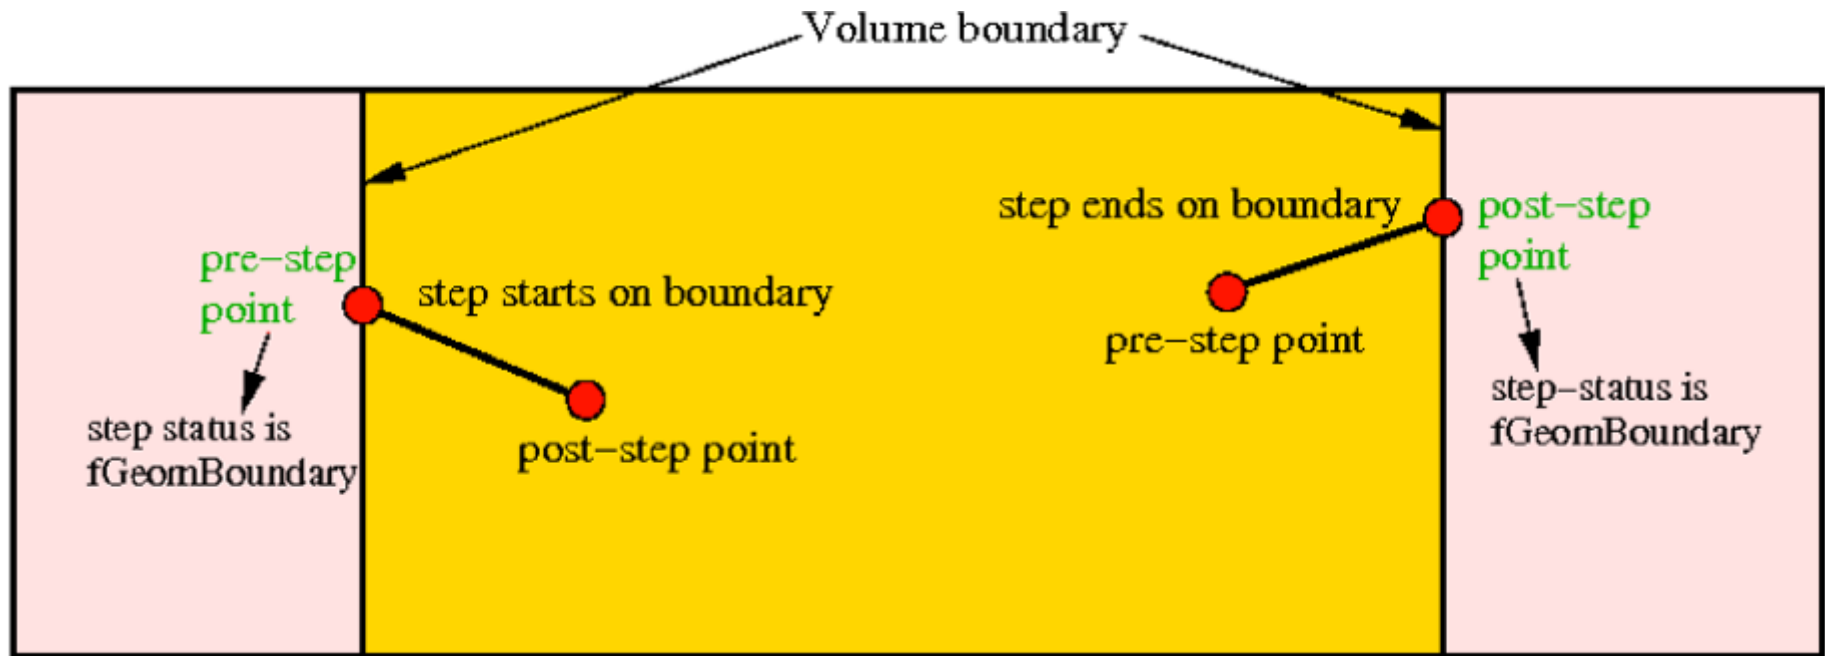 Volume boundary
pre-step
point
step starts on boundary
post-step point
step status is
fGeomBoundary
step ends on boundary
pre-step point
post-step
point
step-status is
fGeomBoundary